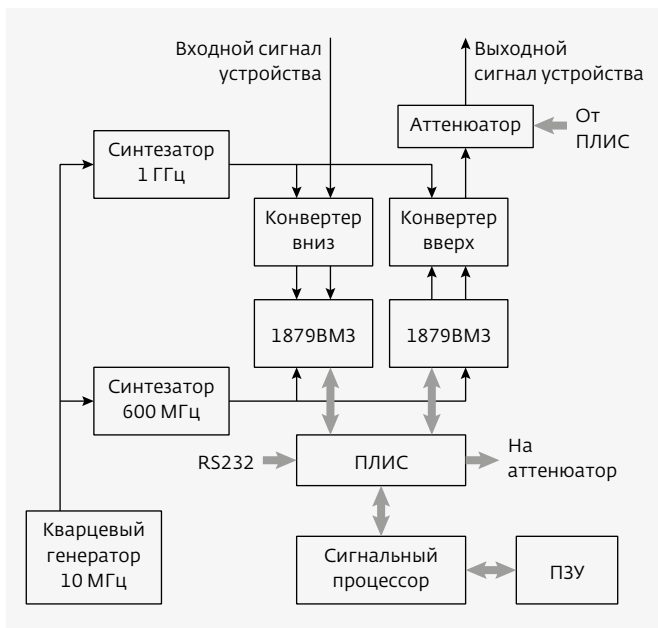 Входной сигнал
устройства
Выходной
сигнал устройства
Аттенюатор
От
ПЛИС
Синтезатор
1 ГГц
Конвертер
вниз
Конвертер
вверх
1879ВМ3
1879ВМ3
Синтезатор
600 МГц
RS232
ПЛИС
На
аттенюатор
Кварцевый
генератор
10 МГц
Сигнальный
процессор
ПЗУ